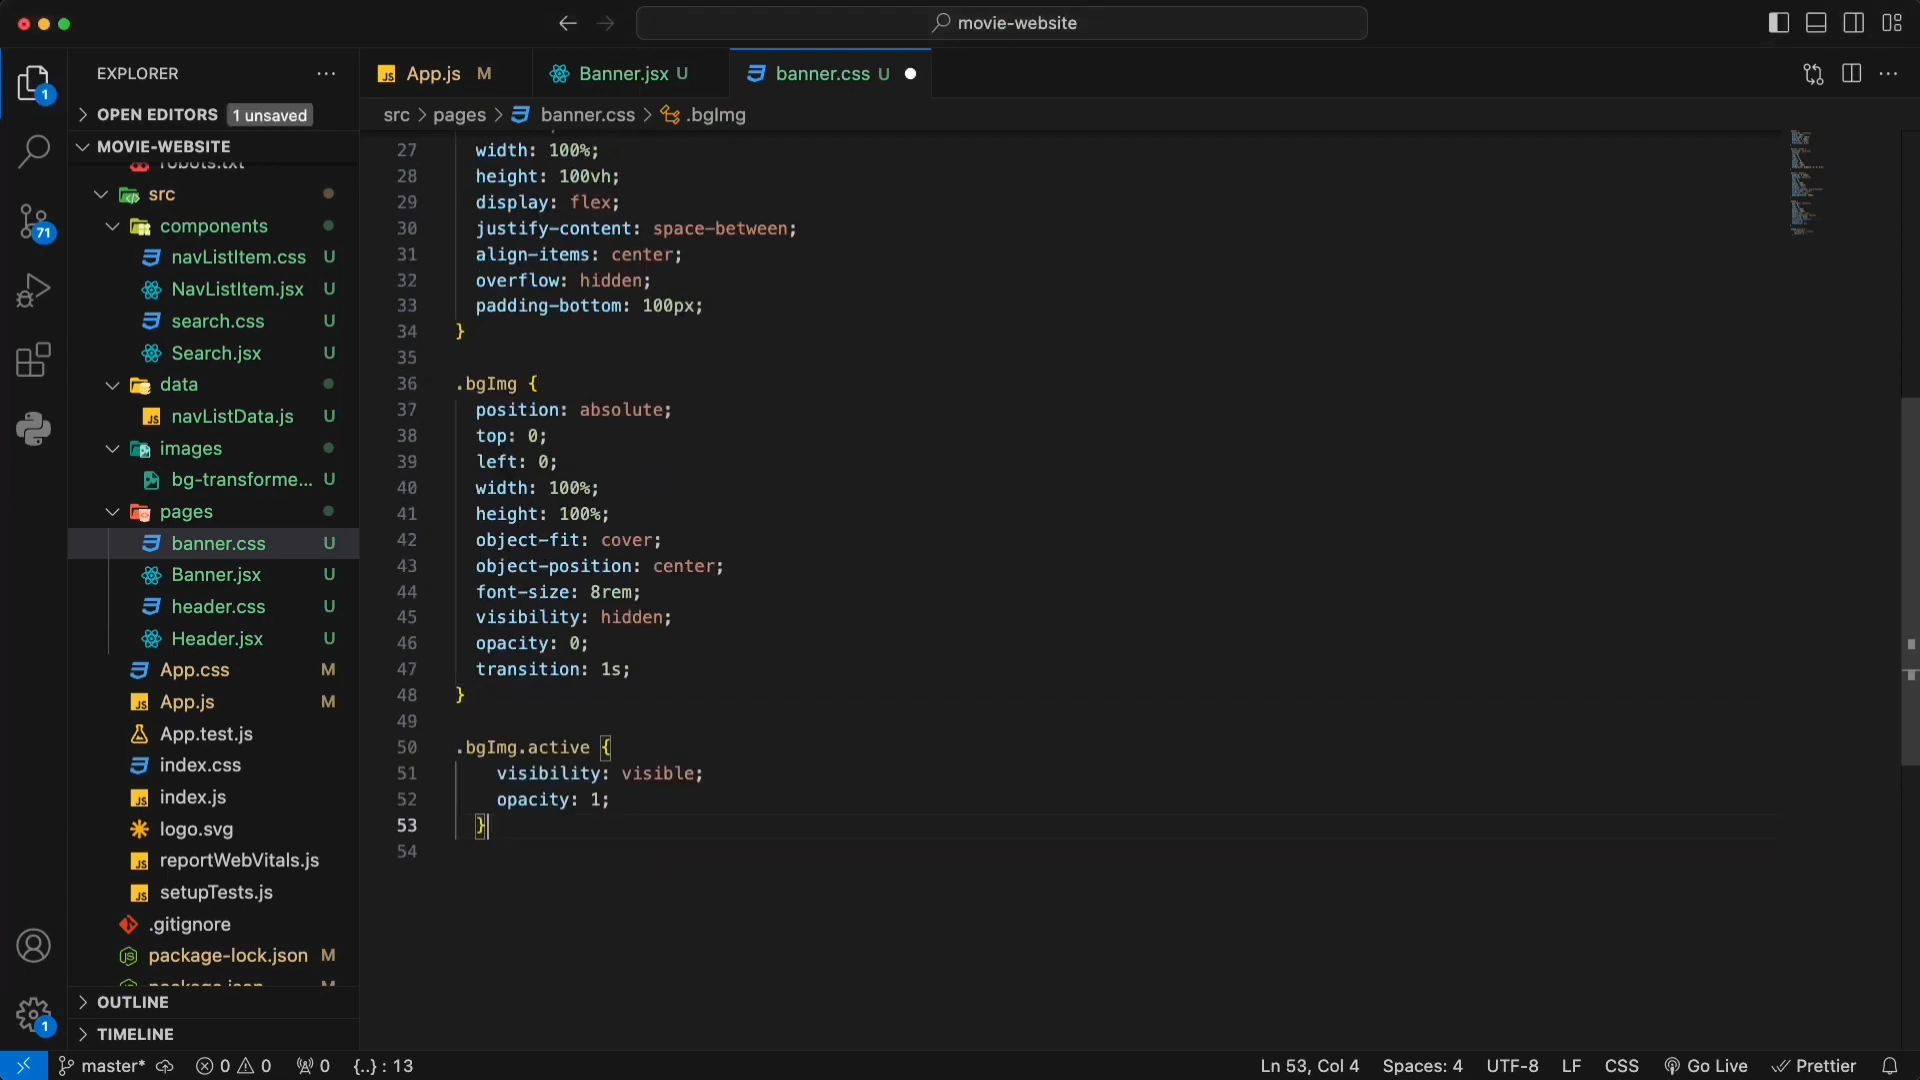 movie-website
EXPLORER
OPEN EDITORS 1 unsaved
MOVIE-WEBSITE
robots.txt
src
components
navListItem.css U
NavListItem.jsx U
search.css U
Search.jsx U
data
navListData.js U
images
bg-transforme... U
pages
banner.css U
Banner.jsx U
header.css U
Header.jsx U
App.css M
App.js M
App.test.js
index.css
index.js
logo.svg
reportWebVitals.js
setupTests.js
.gitignore
package-lock.json M
OUTLINE
TIMELINE
1
71
1
App.js M
Banner.jsx U
banner.css U
src > pages > banner.css > .bgImg
27 width: 100%;
28 height: 100vh;
29 display: flex;
30 justify-content: space-between;
31 align-items: center;
32 overflow: hidden;
33 padding-bottom: 100px;
34 }
35
36 .bgImg {
37 position: absolute;
38 top: 0;
39 left: 0;
40 width: 100%;
41 height: 100%;
42 object-fit: cover;
43 object-position: center;
44 font-size: 8rem;
45 visibility: hidden;
46 opacity: 0;
47 transition: 1s;
48 }
49
50 .bgImg.active {
51 visibility: visible;
52 opacity: 1;
53 }
54
master* 0 0 0 {..} : 13 Ln 53, Col 4 Spaces: 4 UTF-8 LF CSS Go Live Prettier